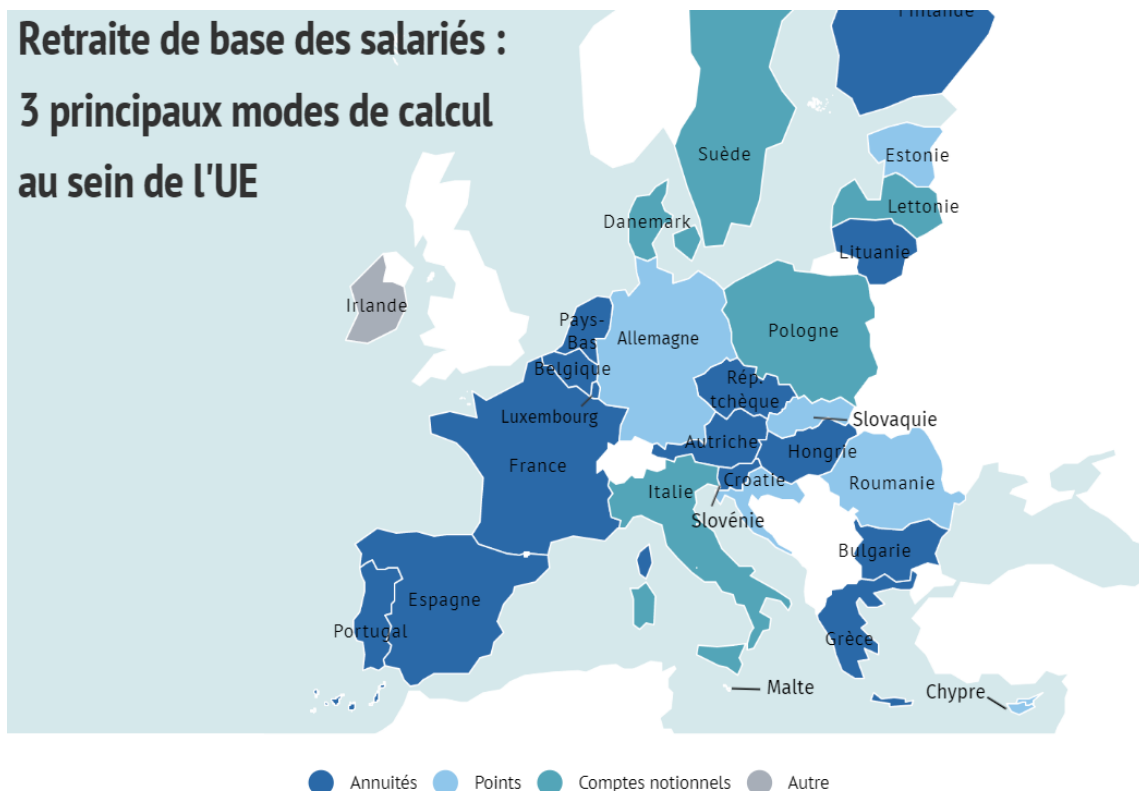 Retraite de base des salariés :
3 principaux modes de calcul
au sein de l'UE
Finlande
Suède
Estonie
Lettonie
Danemark
Lituanie
Irlande
Pays-
Bas
Allemagne
Pologne
Belgique
Rép.
tchèque
Luxembourg
Slovaquie
Autriche
Hongrie
France
Croatie
Roumanie
Italie
Slovénie
Bulgarie
Espagne
Portugal
Grèce
Malte
Chypre
Annuités
Points
Comptes notionnels
Autre